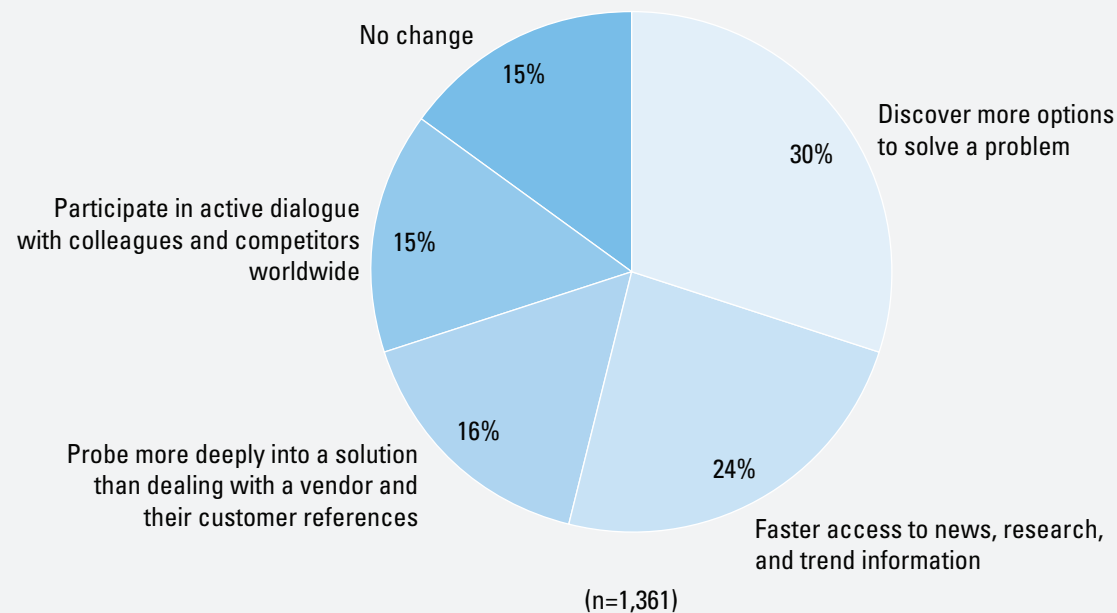 No change
15%
30%
Discover more options
to solve a problem
Participate in active dialogue
with colleagues and competitors
worldwide
15%
16%
Probe more deeply into a solution
than dealing with a vendor and
their customer references
24%
Faster access to news, research,
and trend information
(n=1,361)